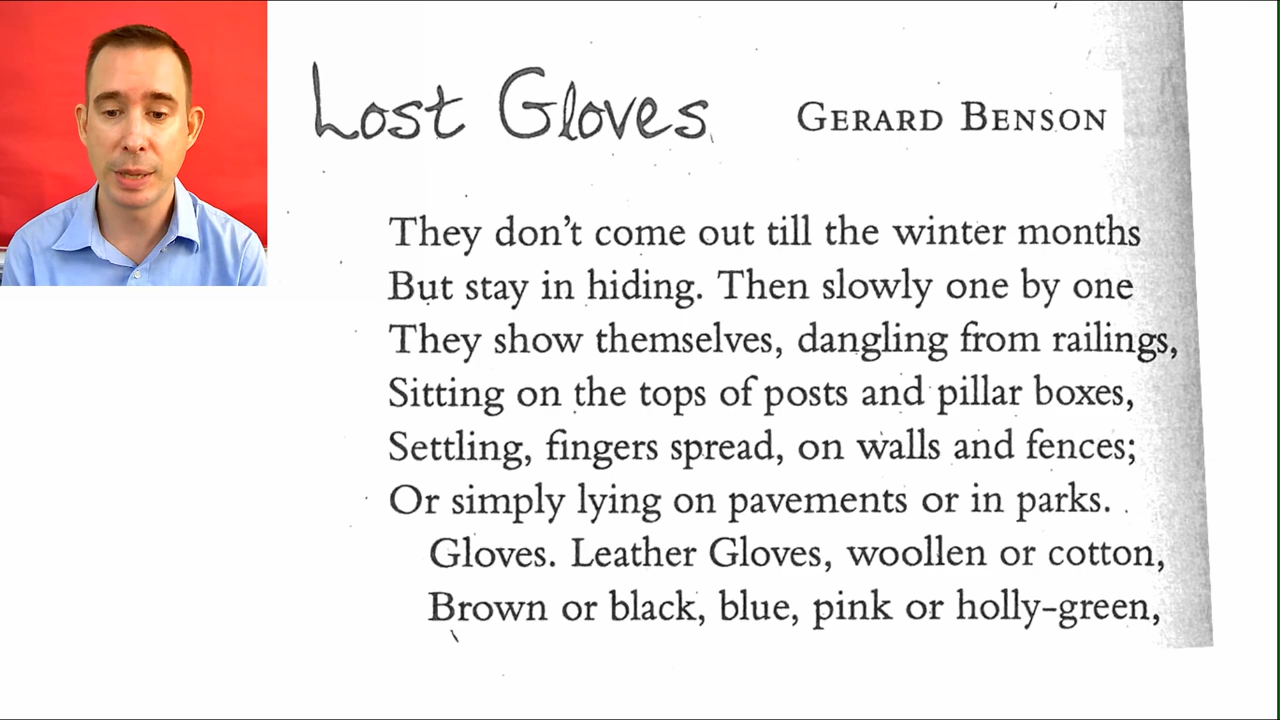 Lost Gloves GERARD BENSON
They don't come out till the winter months
But stay in hiding. Then slowly one by one
They show themselves, dangling from railings,
Sitting on the tops of posts and pillar boxes,
Settling, fingers spread, on walls and fences;
Or simply lying on pavements or in parks.
Gloves. Leather Gloves, woollen or cotton,
Brown or black, blue, pink or holly-green,